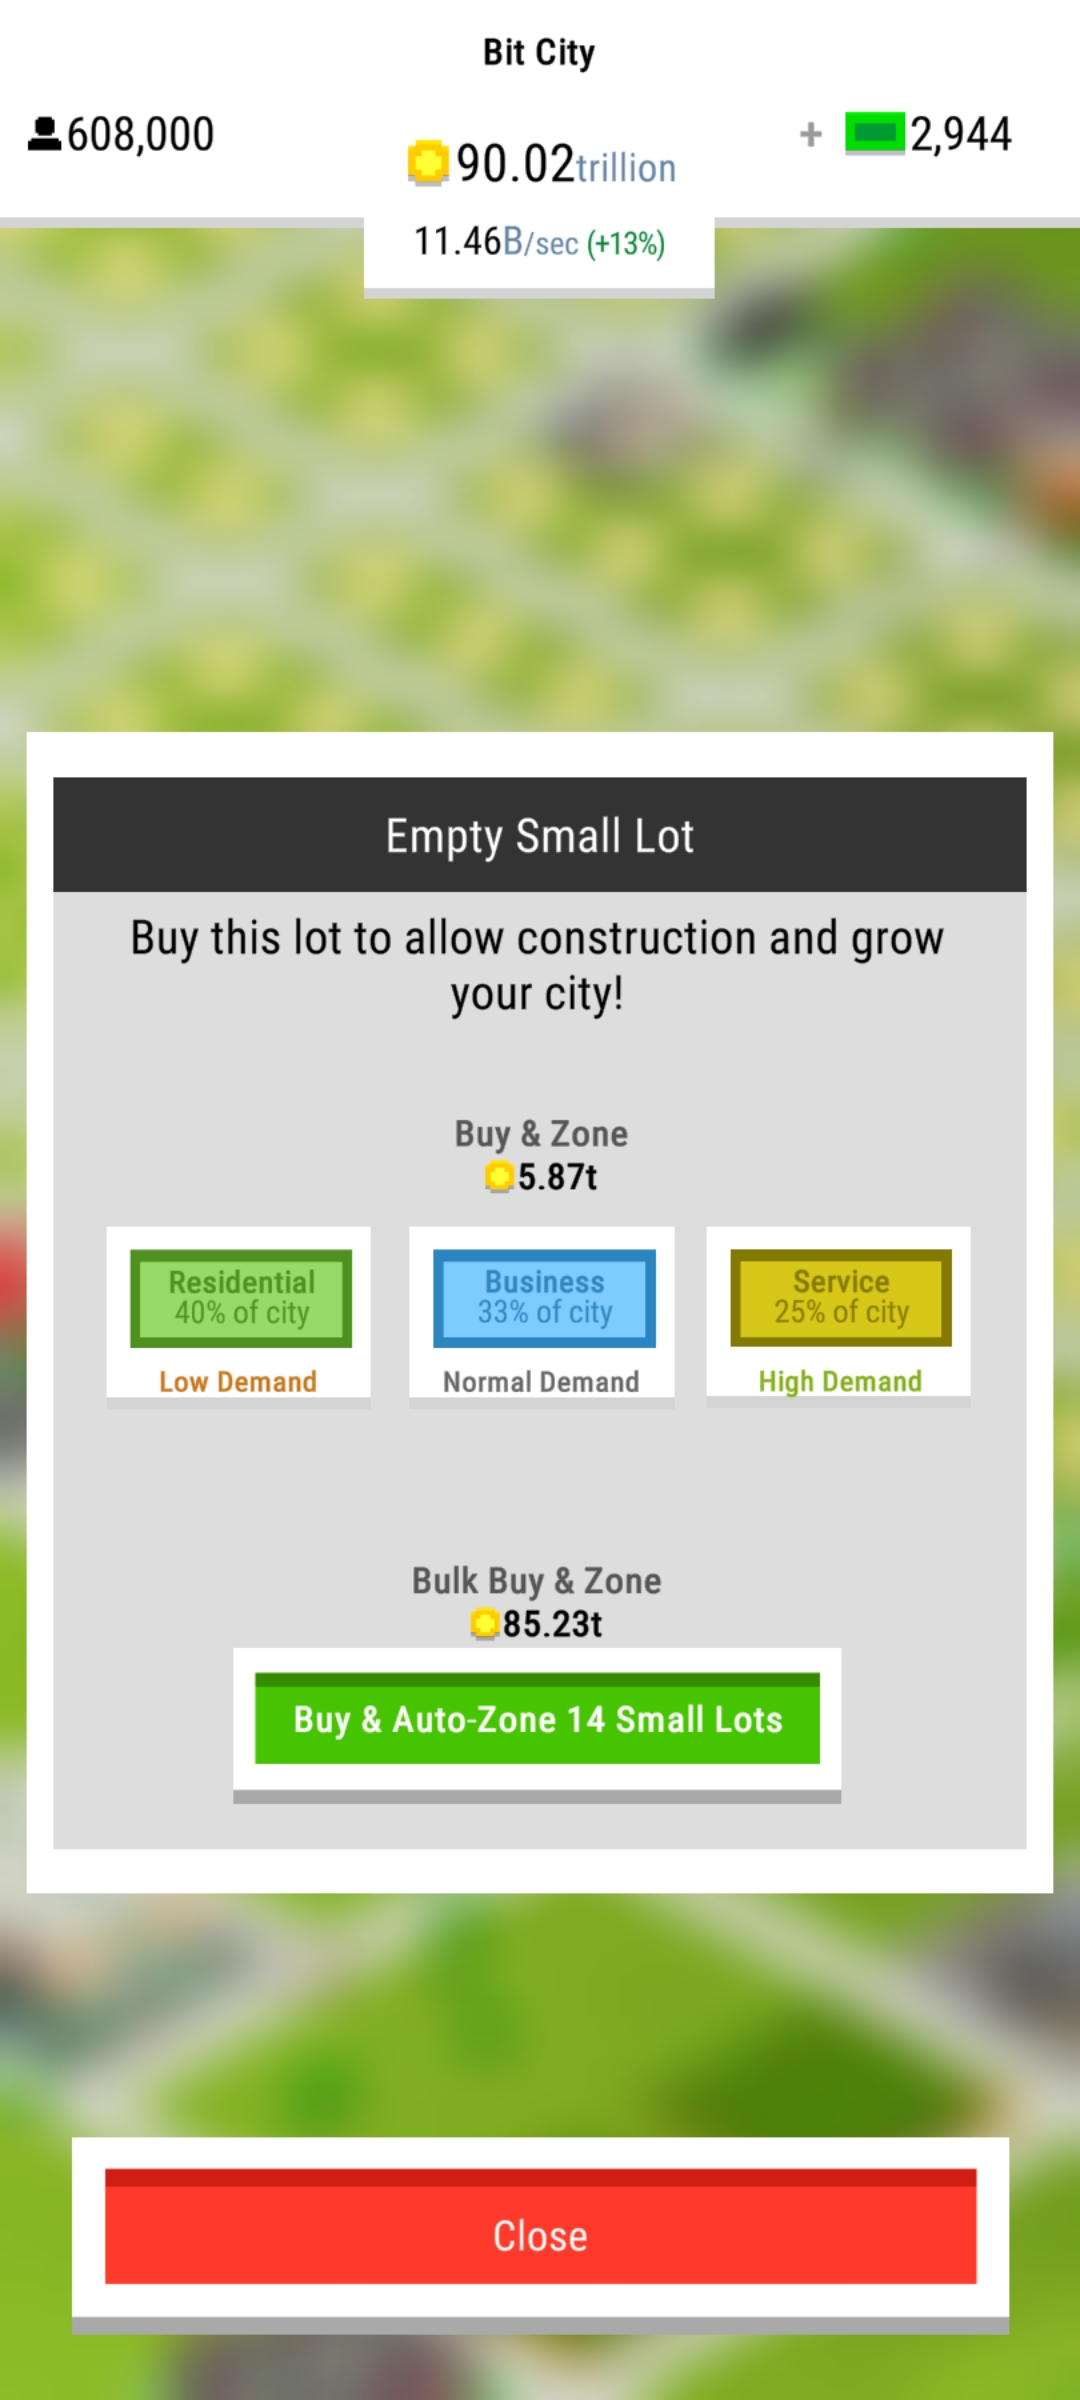 Bit City
608,000
90.02trillion
+ 2,944
11.46B/sec (+13%)
Empty Small Lot
Buy this lot to allow construction and grow
your city!
Buy & Zone
5.87t
Residential
40% of city
Low Demand
Business
33% of city
Normal Demand
Service
25% of city
High Demand
Bulk Buy & Zone
85.23t
Buy & Auto-Zone 14 Small Lots
Close